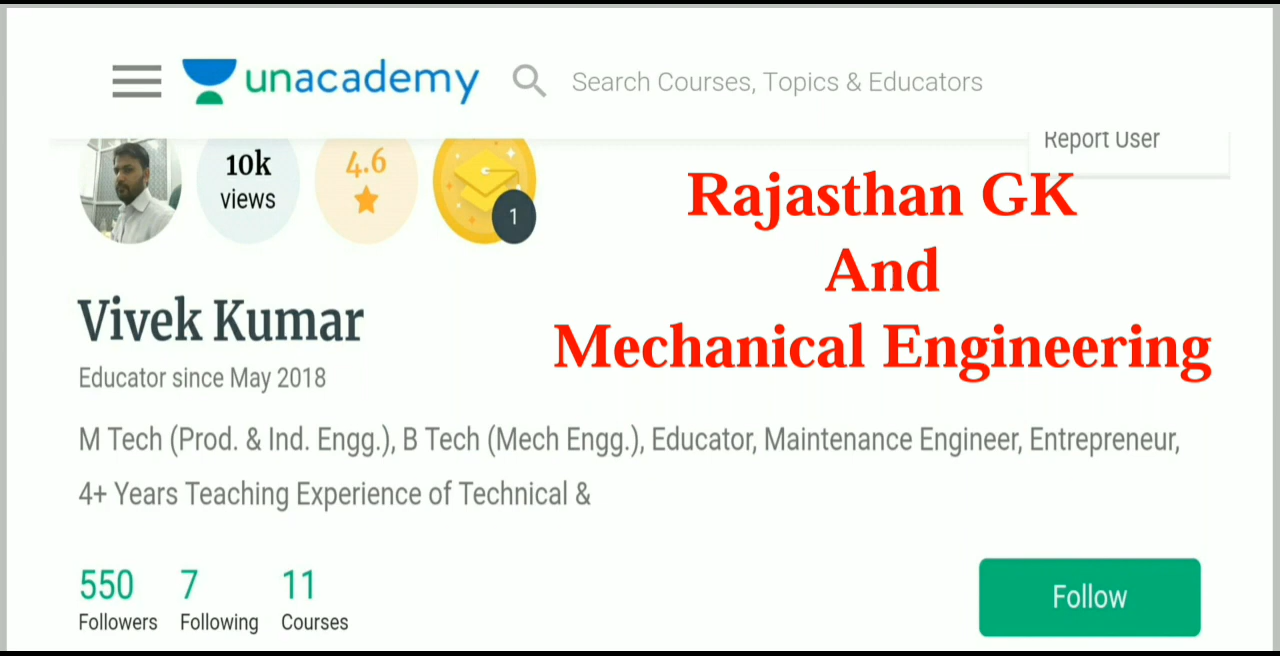 unacademy
Search Courses, Topics & Educators
Report User
10k
views
4.6
1
Rajasthan GK
And
Mechanical Engineering
Vivek Kumar
Educator since May 2018
M Tech (Prod. & Ind. Engg.), B Tech (Mech Engg.), Educator, Maintenance Engineer, Entrepreneur,
4+ Years Teaching Experience of Technical &
550 7 11
Followers Following Courses
Follow